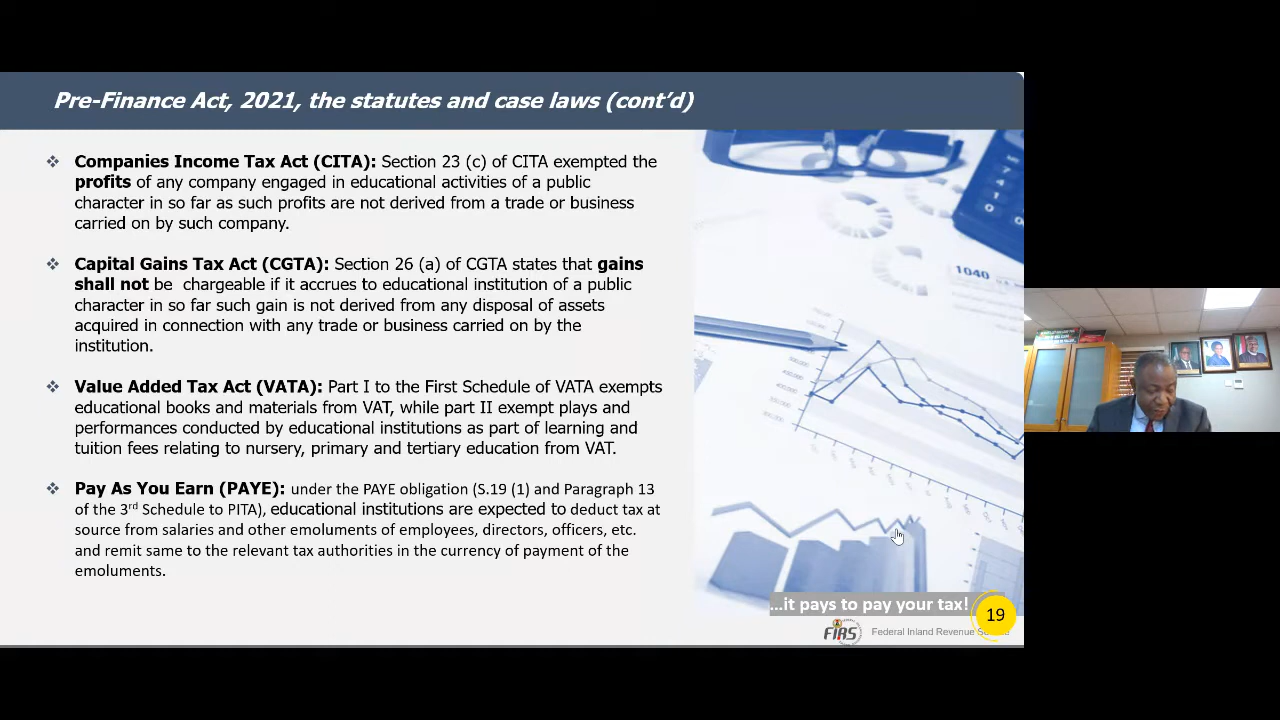 Pre-Finance Act, 2021, the statutes and case laws (cont'd)
❖ Companies Income Tax Act (CITA): Section 23 (c) of CITA exempted the
profits of any company engaged in educational activities of a public
character in so far as such profits are not derived from a trade or business
carried on by such company.
❖ Capital Gains Tax Act (CGTA): Section 26 (a) of CGTA states that gains
shall not be chargeable if it accrues to educational institution of a public
character in so far such gain is not derived from any disposal of assets
acquired in connection with any trade or business carried on by the
institution.
❖ Value Added Tax Act (VATA): Part I to the First Schedule of VATA exempts
educational books and materials from VAT, while part II exempt plays and
performances conducted by educational institutions as part of learning and
tuition fees relating to nursery, primary and tertiary education from VAT.
❖ Pay As You Earn (PAYE): under the PAYE obligation (S.19 (1) and Paragraph 13
of the 3rd Schedule to PITA), educational institutions are expected to deduct tax at
source from salaries and other emoluments of employees, directors, officers, etc.
and remit same to the relevant tax authorities in the currency of payment of the
emoluments.
1040
...it pays to pay your tax!
19
FIRS
Federal Inland Revenue